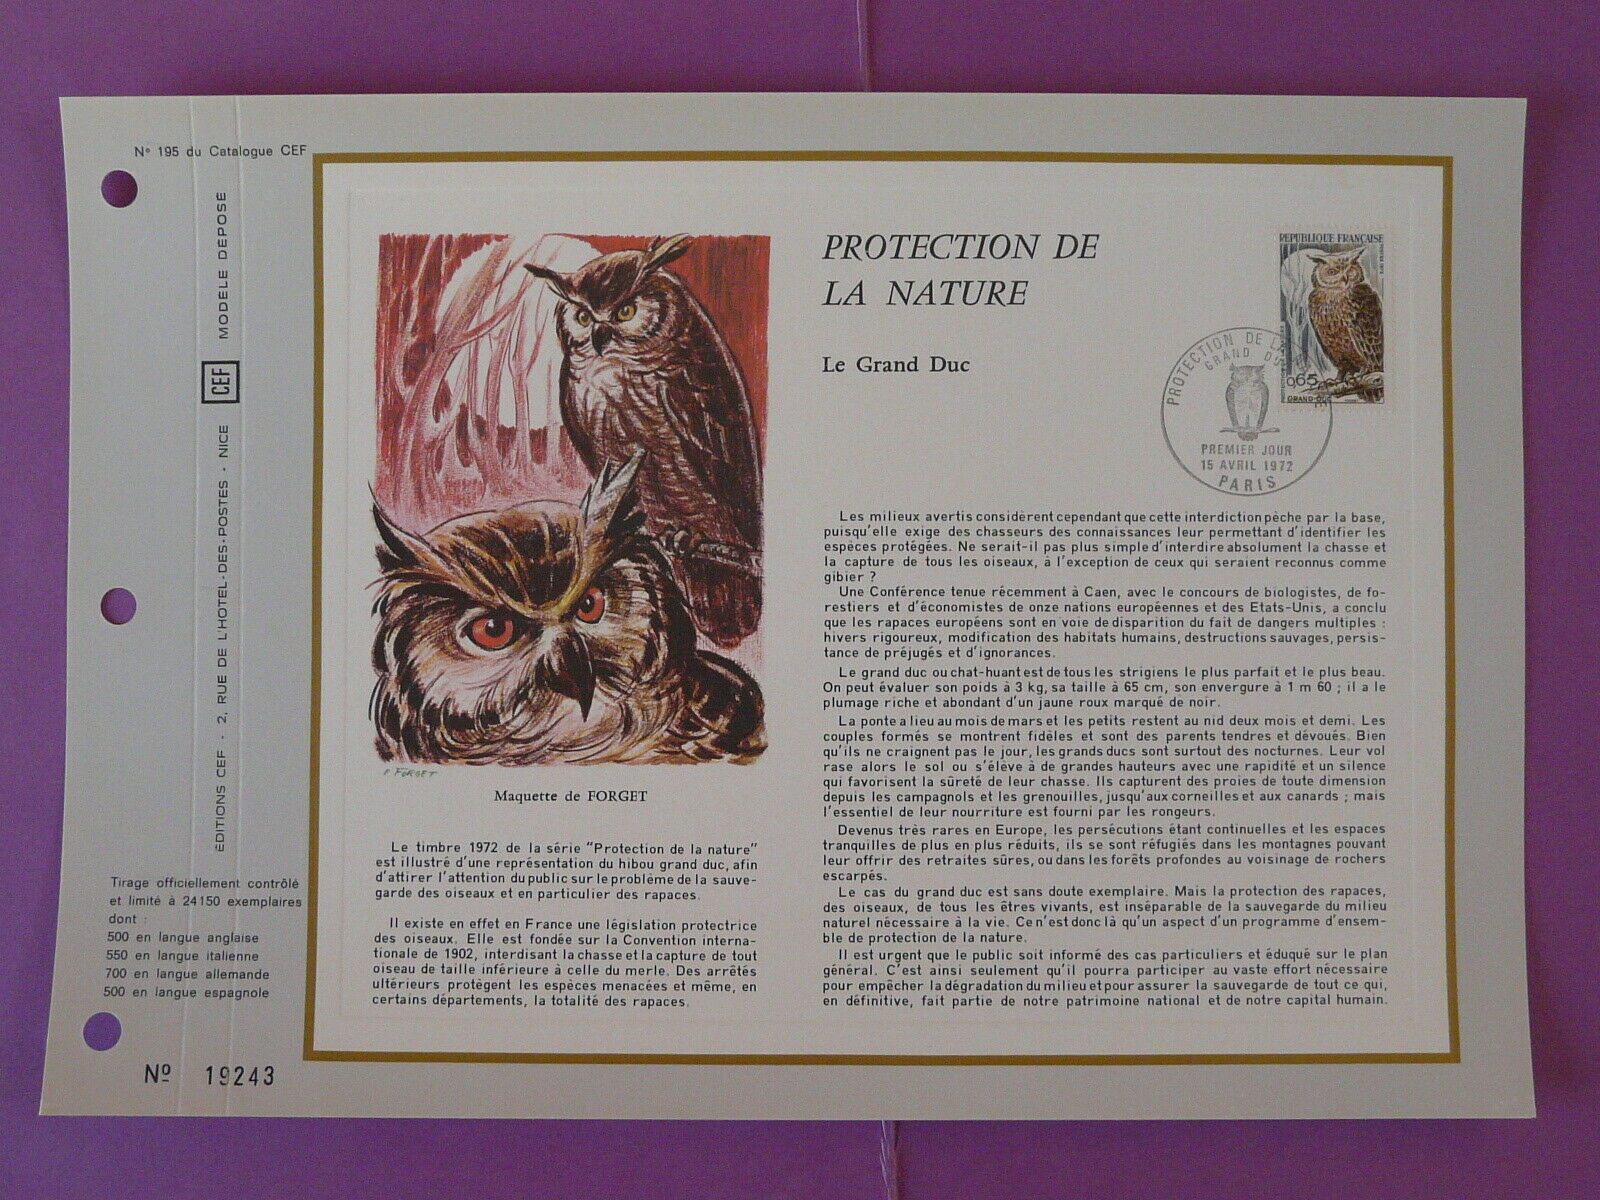 Nº 195 du Catalogue CEF
MODELE DEPOSE
CEF
ÉDITIONS CEF - 2, RUE DE L'HOTEL-DES-POSTES - NICE
Tirage officiellement contrôlé
et limité à 24150 exemplaires
dont :
500 en langue anglaise
550 en langue italienne
700 en langue allemande
500 en langue espagnole
Nº 19243
P. FORGET
Maquette de FORGET
Le timbre 1972 de la série "Protection de la nature"
est illustré d'une représentation du hibou grand duc, afin
d'attirer l'attention du public sur le problème de la sauve-
garde des oiseaux et en particulier des rapaces.
Il existe en effet en France une législation protectrice
des oiseaux. Elle est fondée sur la Convention interna-
tionale de 1902, interdisant la chasse et la capture de tout
oiseau de taille inférieure à celle du merle. Des arrêtés
ultérieurs protègent les espèces menacées et même, en
certains départements, la totalité des rapaces.
PROTECTION DE
LA NATURE
Le Grand Duc
REPUBLIQUE FRANÇAISE
0,65
GRAND-DUC
PROTECTION DE LA
GRAND DUC
PREMIER JOUR
15 AVRIL 1972
PARIS
Les milieux avertis considèrent cependant que cette interdiction pèche par la base,
puisqu'elle exige des chasseurs des connaissances leur permettant d'identifier les
espèces protégées. Ne serait-il pas plus simple d'interdire absolument la chasse et
la capture de tous les oiseaux, à l'exception de ceux qui seraient reconnus comme
gibier ?
Une Conférence tenue récemment à Caen, avec le concours de biologistes, de fo-
restiers et d'économistes de onze nations européennes et des Etats-Unis, a conclu
que les rapaces européens sont en voie de disparition du fait de dangers multiples :
hivers rigoureux, modification des habitats humains, destructions sauvages, persis-
tance de préjugés et d'ignorances.
Le grand duc ou chat-huant est de tous les strigiens le plus parfait et le plus beau.
On peut évaluer son poids à 3 kg, sa taille à 65 cm, son envergure à 1 m 60 ; il a le
plumage riche et abondant d'un jaune roux marqué de noir.
La ponte a lieu au mois de mars et les petits restent au nid deux mois et demi. Les
couples formés se montrent fidèles et sont des parents tendres et dévoués. Bien
qu'ils ne craignent pas le jour, les grands ducs sont surtout des nocturnes. Leur vol
rase alors le sol ou s'élève à de grandes hauteurs avec une rapidité et un silence
qui favorisent la sûreté de leur chasse. Ils capturent des proies de toute dimension
depuis les campagnols et les grenouilles, jusqu'aux corneilles et aux canards ; mais
l'essentiel de leur nourriture est fourni par les rongeurs.
Devenus très rares en Europe, les persécutions étant continuelles et les espaces
tranquilles de plus en plus réduits, ils se sont réfugiés dans les montagnes pouvant
leur offrir des retraites sûres, ou dans les forêts profondes au voisinage de rochers
escarpés.
Le cas du grand duc est sans doute exemplaire. Mais la protection des rapaces,
des oiseaux, de tous les êtres vivants, est inséparable de la sauvegarde du milieu
naturel nécessaire à la vie. Ce n'est donc là qu'un aspect d'un programme d'ensem-
ble de protection de la nature.
Il est urgent que le public soit informé des cas particuliers et éduqué sur le plan
général. C'est ainsi seulement qu'il pourra participer au vaste effort nécessaire
pour empêcher la dégradation du milieu et pour assurer la sauvegarde de tout ce qui,
en définitive, fait partie de notre patrimoine national et de notre capital humain.